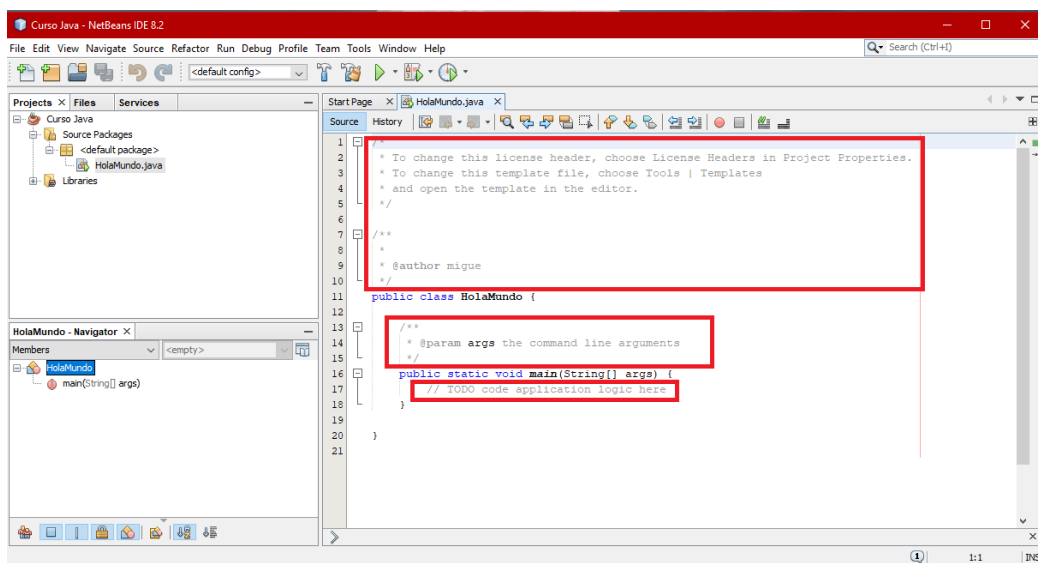 Curso Java - NetBeans IDE 8.2
File Edit View Navigate Source Refactor Run Debug Profile Team Tools Window Help
Search (Ctrl+I)
<default config>
Projects Files Services
Curso Java
Source Packages
<default package>
HolaMundo.java
Libraries
HolaMundo - Navigator
Members <empty>
HolaMundo
main(String[] args)
Start Page HolaMundo.java
Source History
1 /*
2 * To change this license header, choose License Headers in Project Properties.
3 * To change this template file, choose Tools | Templates
4 * and open the template in the editor.
5 */
6
7 /**
8 *
9 * @author migue
10 */
11 public class HolaMundo {
12
13 /**
14 * @param args the command line arguments
15 */
16 public static void main(String[] args) {
17 // TODO code application logic here
18 }
19
20 }
21
1:1 INS